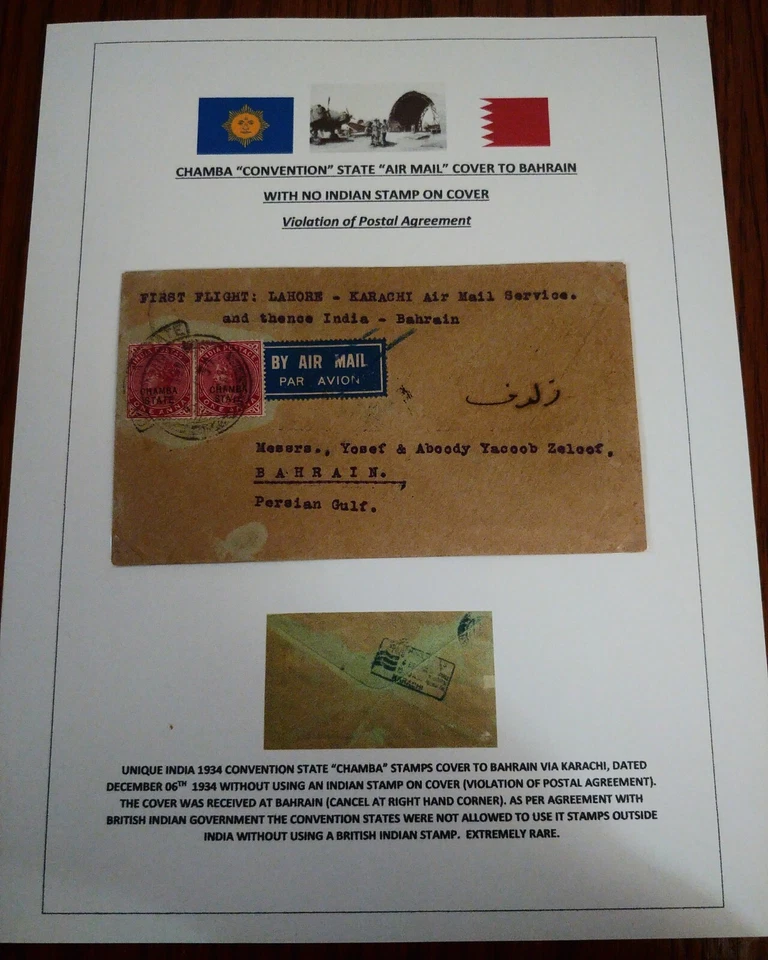 CHAMBA “CONVENTION” STATE “AIR MAIL” COVER TO BAHRAIN
WITH NO INDIAN STAMP ON COVER
Violation of Postal Agreement
FIRST FLIGHT: LAHORE - KARACHI Air Mail Service.
and thence India - Bahrain
CHAMBA
STATE
CHAMBA
STATE
BY AIR MAIL
PAR AVION
زلوف
Messrs., Yosef & Aboody Yacoob Zeloof,
BAHRAIN.
Persian Gulf.
KARACHI
UNIQUE INDIA 1934 CONVENTION STATE “CHAMBA” STAMPS COVER TO BAHRAIN VIA KARACHI, DATED
DECEMBER 06TH 1934 WITHOUT USING AN INDIAN STAMP ON COVER (VIOLATION OF POSTAL AGREEMENT).
THE COVER WAS RECEIVED AT BAHRAIN (CANCEL AT RIGHT HAND CORNER). AS PER AGREEMENT WITH
BRITISH INDIAN GOVERNMENT THE CONVENTION STATES WERE NOT ALLOWED TO USE IT STAMPS OUTSIDE
INDIA WITHOUT USING A BRITISH INDIAN STAMP. EXTREMELY RARE.